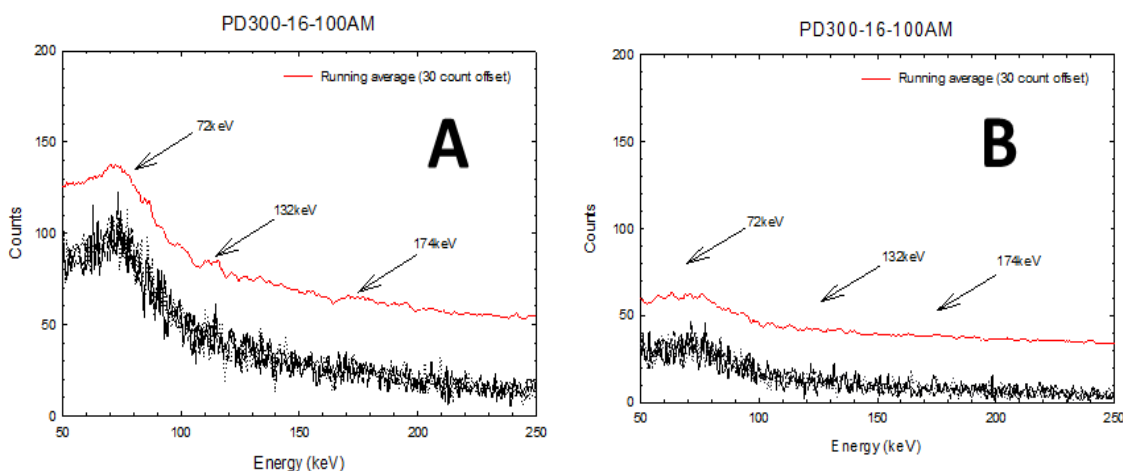 PD300-16-100AM
200
Running average (30 count offset)
A
72keV
150
132keV
100
174keV
50
0
50 100 150 200 250
Counts
Energy (keV)
PD300-16-100AM
200
Running average (30 count offset)
B
150
72keV
100
132keV 174keV
50
0
50 100 150 200 250
Counts
Energy (keV)